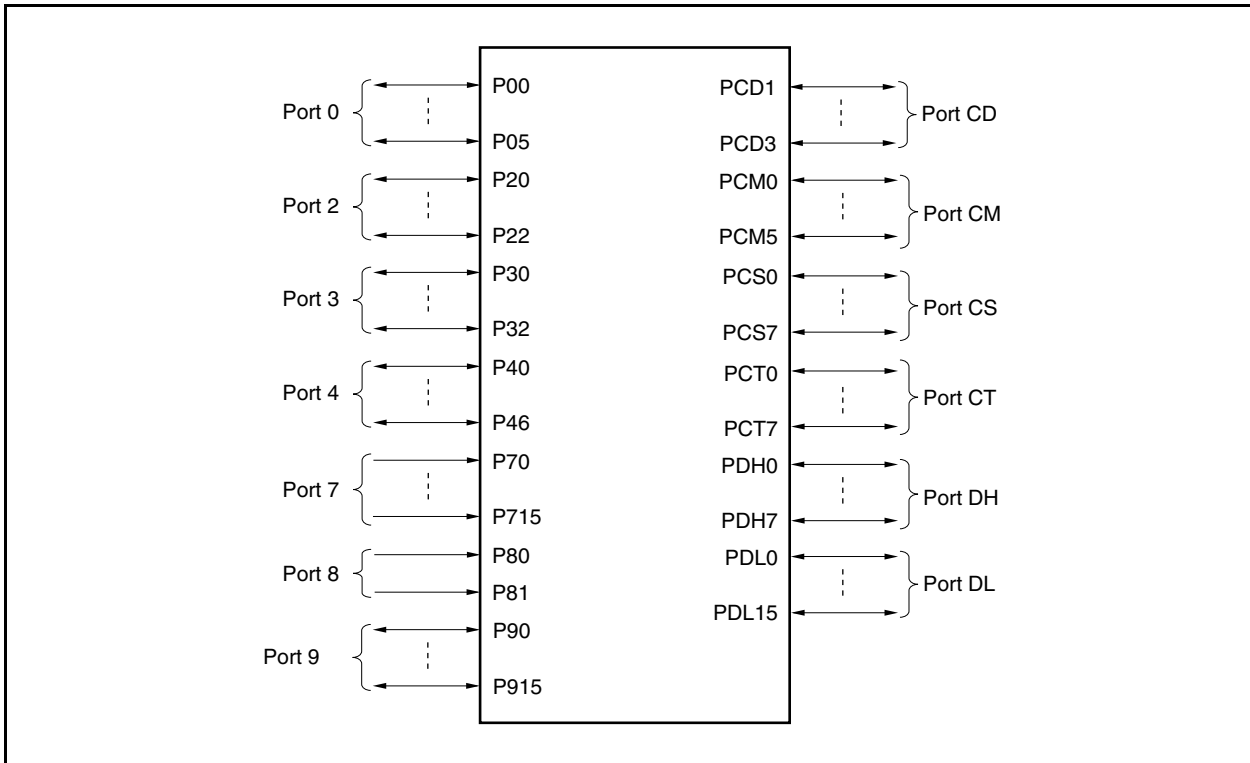 Port 0
P00
P05
Port 2
P20
P22
Port 3
P30
P32
Port 4
P40
P46
Port 7
P70
P715
Port 8
P80
P81
Port 9
P90
P915
PCD1
PCD3
Port CD
PCM0
PCM5
Port CM
PCS0
PCS7
Port CS
PCT0
PCT7
Port CT
PDH0
PDH7
Port DH
PDL0
PDL15
Port DL